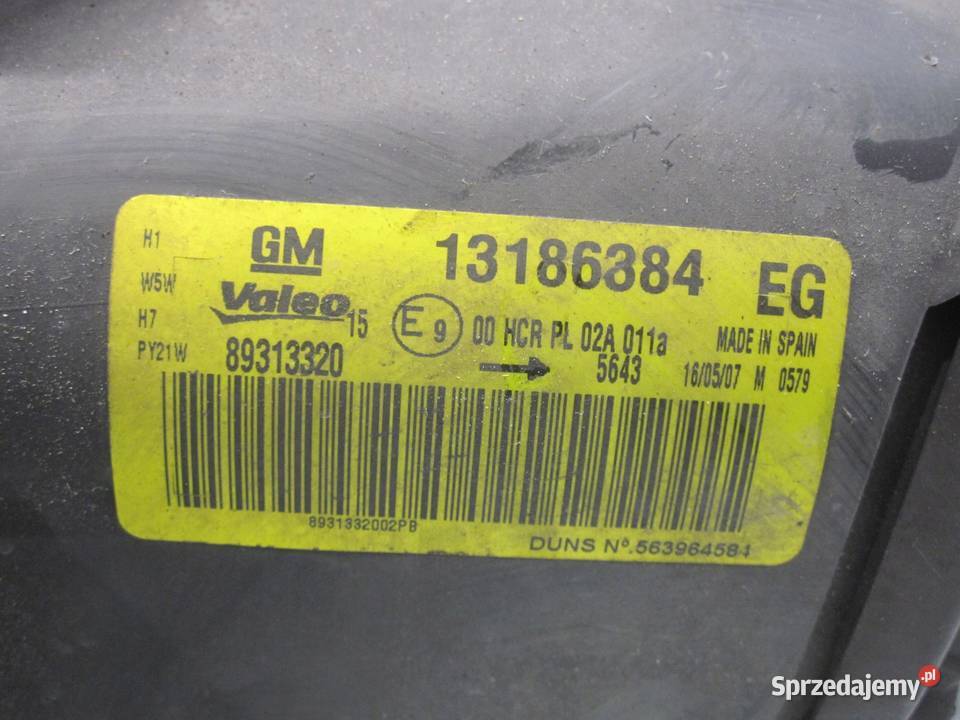 H1
W5W
H7
PY21W
GM
Valeo 15
89313320
13186384 EG
E 9 00 HCR PL 02A 011a
5643
MADE IN SPAIN
16/05/07 M 0579
8931332002PB
DUNS Nº.563964584
Sprzedajemy.pl